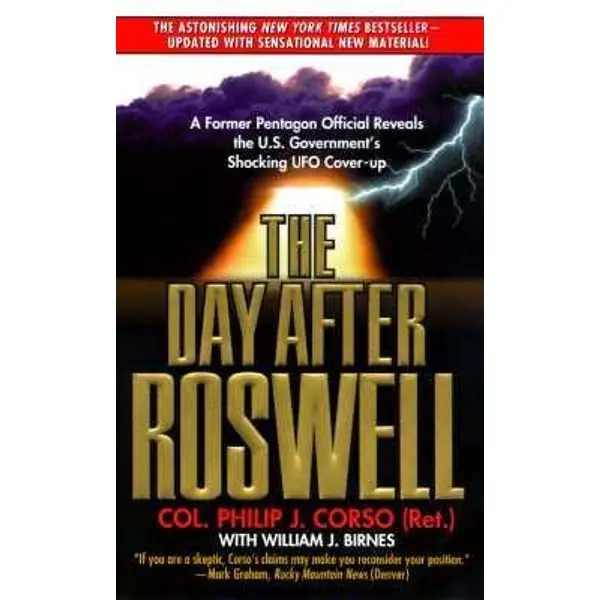 THE ASTONISHING NEW YORK TIMES BESTSELLER—
UPDATED WITH SENSATIONAL NEW MATERIAL!
A Former Pentagon Official Reveals
the U.S. Government's
Shocking UFO Cover-up
THE
DAY AFTER
ROSWELL
COL. PHILIP J. CORSO (Ret.)
WITH WILLIAM J. BIRNES
"If you are a skeptic, Corso's claims may make you reconsider your position."
—Mark Graham, Rocky Mountain News (Denver)